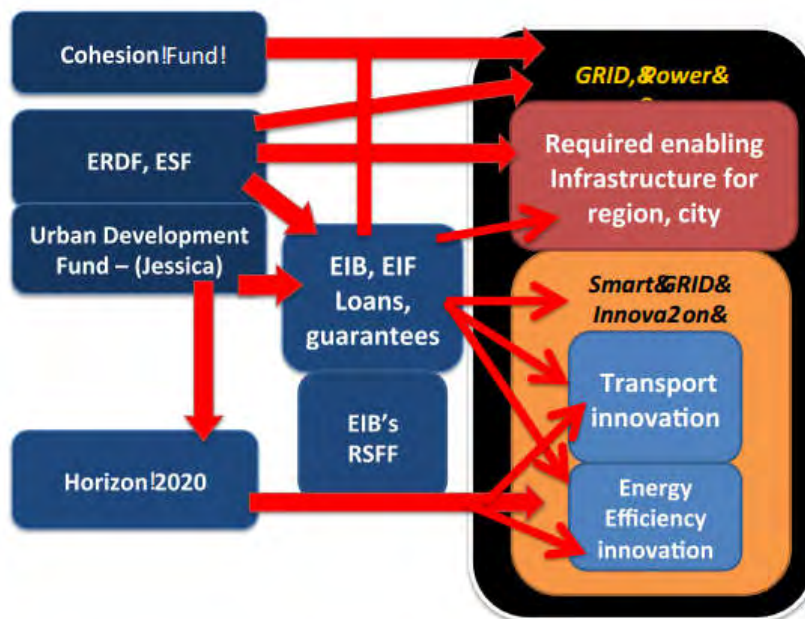 Cohesion!Fund!
ERDF, ESF
Urban Development
Fund – (Jessica)
EIB, EIF
Loans,
guarantees
EIB's
RSFF
Horizon!2020
GRID,&Power&
Required enabling
Infrastructure for
region, city
Smart&GRID&
Innova2on&
Transport
innovation
Energy
Efficiency
innovation